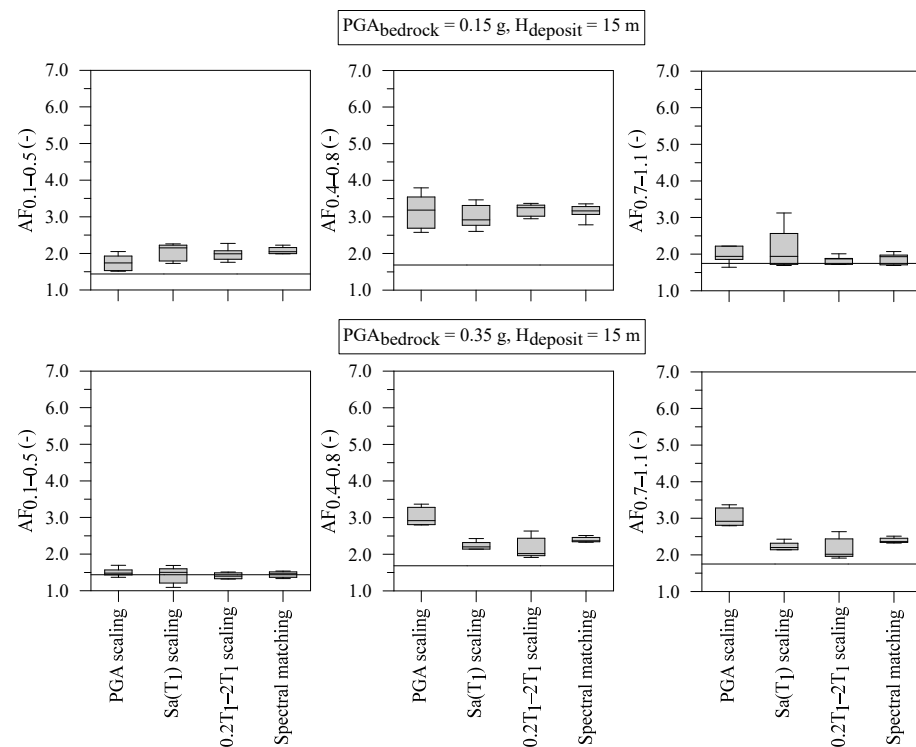 PGAbedrock = 0.15 g, Hdeposit = 15 m
AF0.1–0.5 (-)
7.0
6.0
5.0
4.0
3.0
2.0
1.0
AF0.4–0.8 (-)
7.0
6.0
5.0
4.0
3.0
2.0
1.0
AF0.7–1.1 (-)
7.0
6.0
5.0
4.0
3.0
2.0
1.0
PGAbedrock = 0.35 g, Hdeposit = 15 m
AF0.1–0.5 (-)
7.0
6.0
5.0
4.0
3.0
2.0
1.0
PGA scaling
Sa(T1) scaling
0.2T1–2T1 scaling
Spectral matching
AF0.4–0.8 (-)
7.0
6.0
5.0
4.0
3.0
2.0
1.0
PGA scaling
Sa(T1) scaling
0.2T1–2T1 scaling
Spectral matching
AF0.7–1.1 (-)
7.0
6.0
5.0
4.0
3.0
2.0
1.0
PGA scaling
Sa(T1) scaling
0.2T1–2T1 scaling
Spectral matching